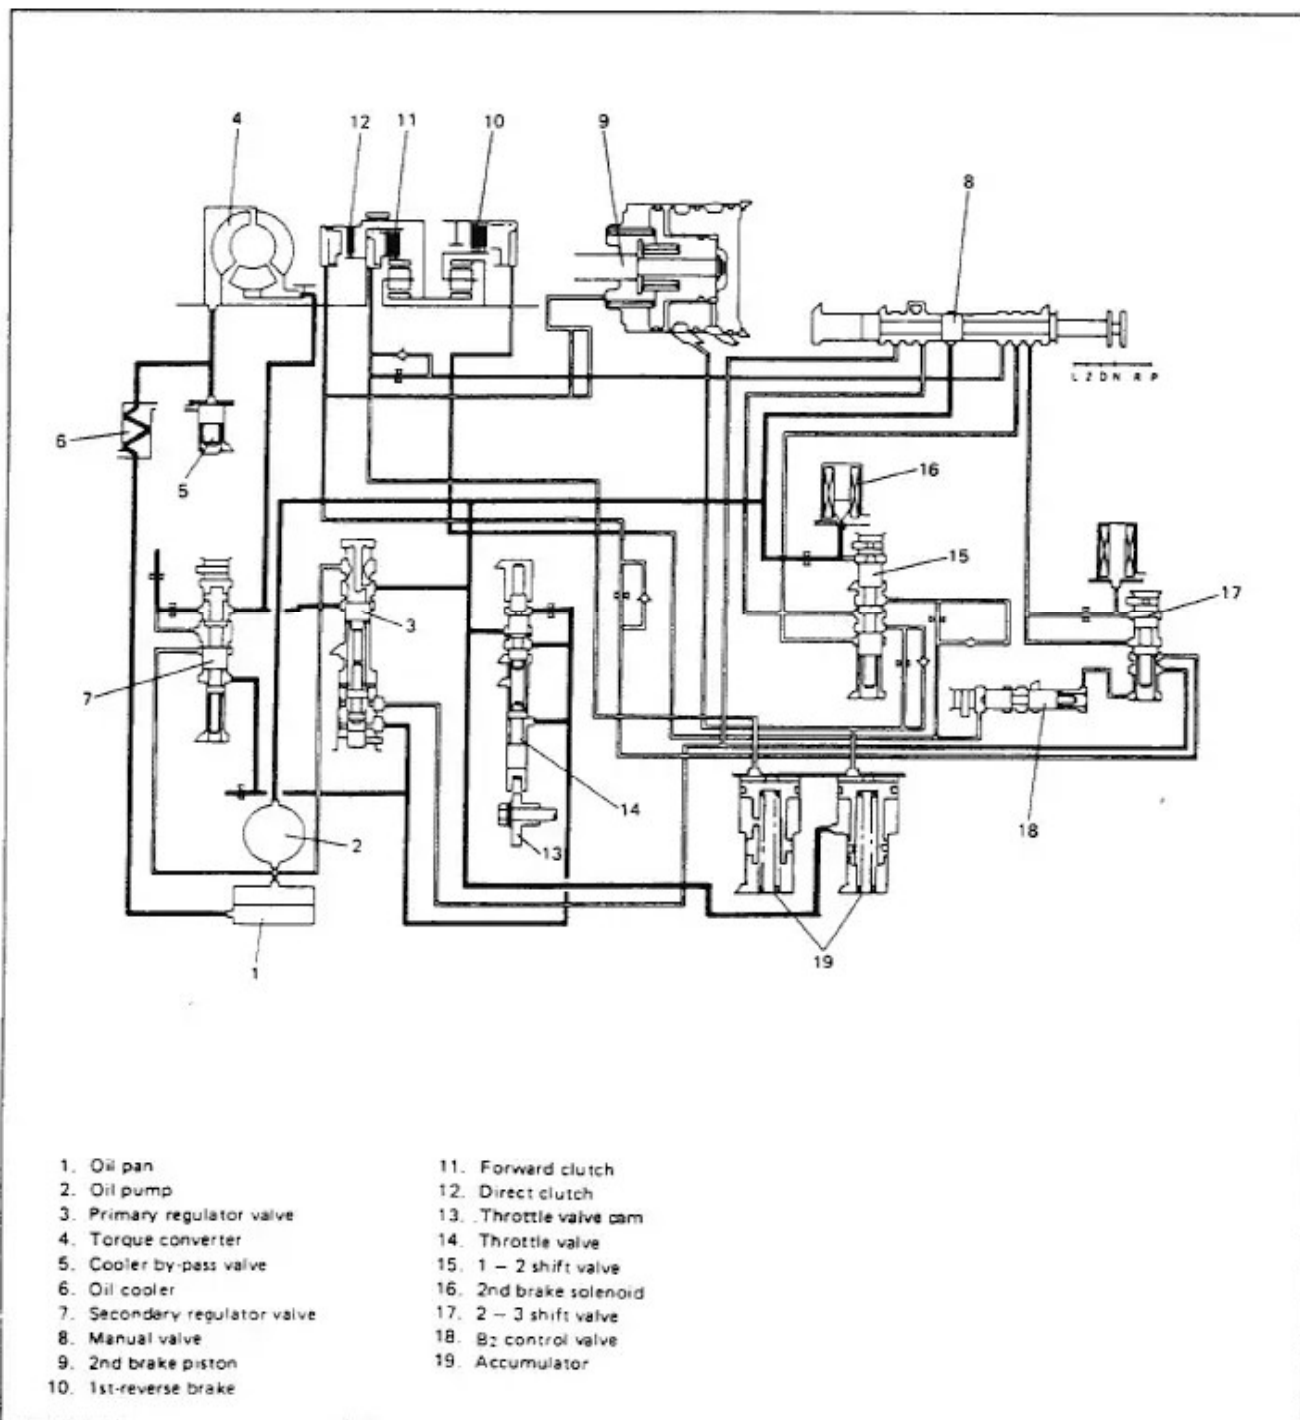 4
12
11
10
9
8
L 2 D N R P
6
5
16
15
17
3
7
14
18
2
13
19
1
1. Oil pan
2. Oil pump
3. Primary regulator valve
4. Torque converter
5. Cooler by-pass valve
6. Oil cooler
7. Secondary regulator valve
8. Manual valve
9. 2nd brake piston
10. 1st-reverse brake
11. Forward clutch
12. Direct clutch
13. Throttle valve cam
14. Throttle valve
15. 1 – 2 shift valve
16. 2nd brake solenoid
17. 2 – 3 shift valve
18. B2 control valve
19. Accumulator